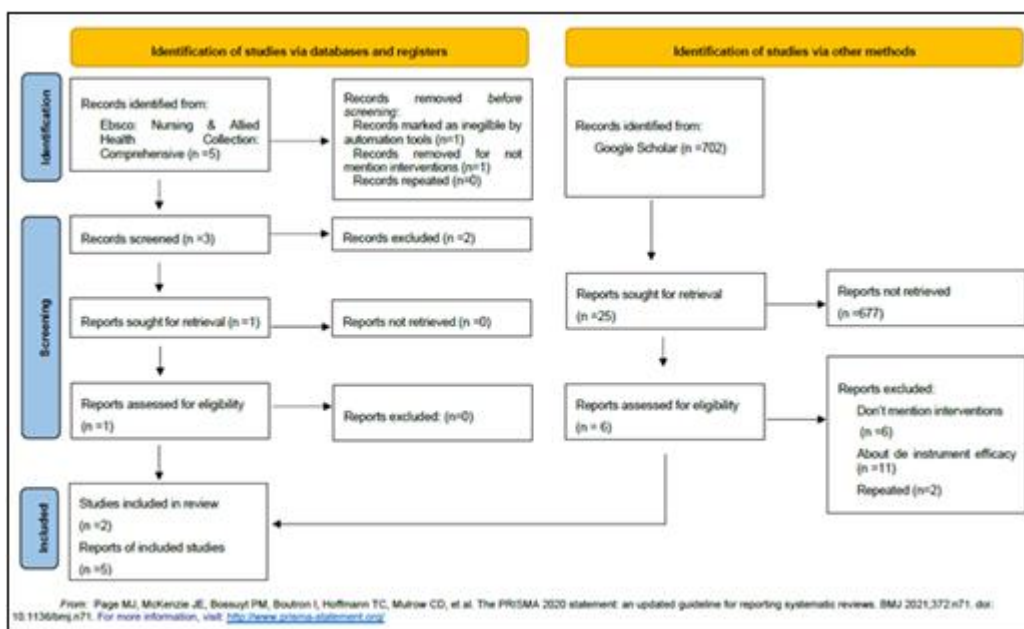 Identification of studies via databases and registers
Identification of studies via other methods
Identification
Records identified from:
Ebsco: Nursing & Allied
Health Collection:
Comprehensive (n =5)
Records removed before
screening:
Records marked as inegible by
automation tools (n=1)
Records removed for not
mention interventions (n=1)
Records repeated (n=0)
Records identified from:
Google Scholar (n =702)
Screening
Records screened (n =3)
Records excluded (n =2)
Reports sought for retrieval (n =1)
Reports not retrieved (n =0)
Reports sought for retrieval
(n =25)
Reports not retrieved
(n =677)
Reports assessed for eligibility
(n =1)
Reports excluded: (n=0)
Reports assessed for eligibility
(n = 6)
Reports excluded:
Don't mention interventions
(n =6)
About de instrument efficacy
(n =11)
Repeated (n=2)
Included
Studies included in review
(n =2)
Reports of included studies
(n =5)
From: Page MJ, McKenzie JE, Bossuyt PM, Boutron I, Hoffmann TC, Mulrow CD, et al. The PRISMA 2020 statement: an updated guideline for reporting systematic reviews. BMJ 2021;372:n71. doi:
10.1136/bmj.n71. For more information, visit: http://www.prisma-statement.org/